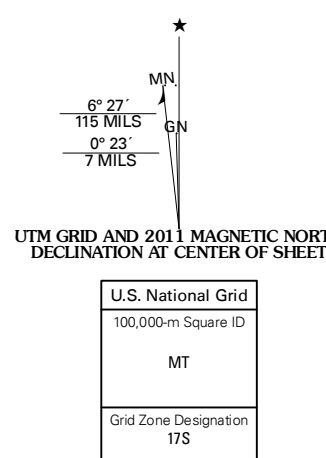 ★
M.N.
6° 27´
115 MILS
GN
0° 23´
7 MILS
UTM GRID AND 2011 MAGNETIC NORT
DECLINATION AT CENTER OF SHEET
U.S. National Grid
100,000-m Square ID
MT
Grid Zone Designation
17S